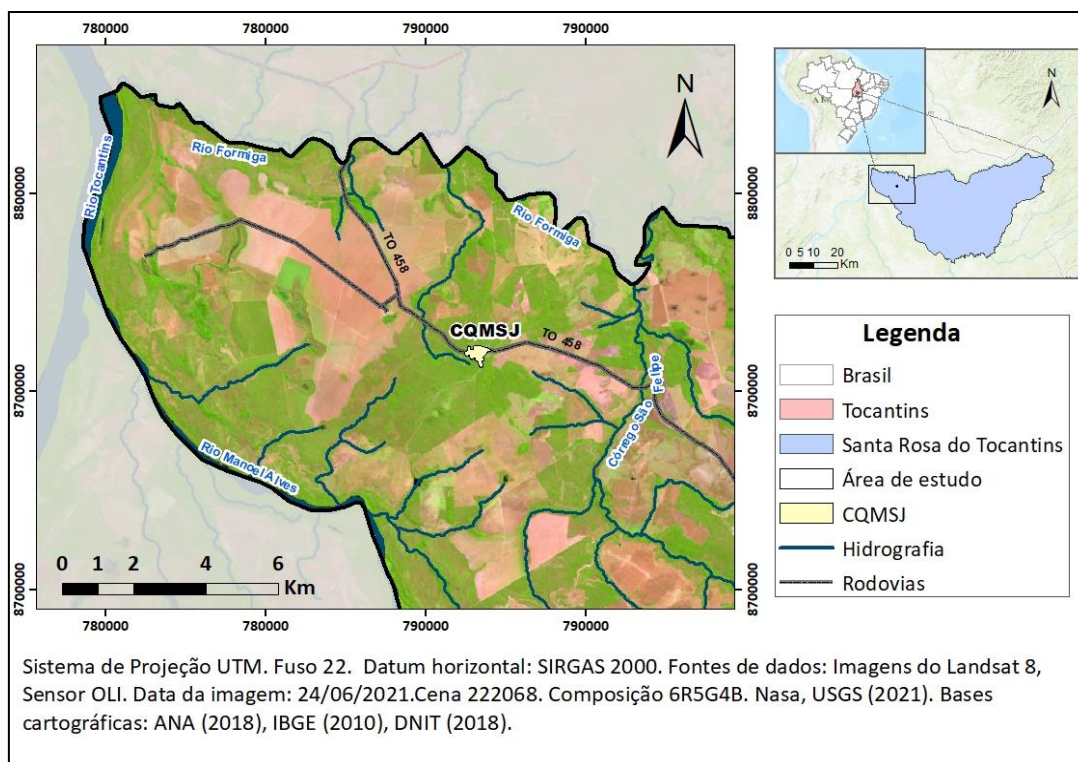 780000
780000
790000
790000
8800000
8700000
8700000
8800000
8700000
8700000
N
Rio Tocantins
Rio Formiga
Rio Formiga
TO 458
CQMSJ
TO 458
Córrego São Felipe
Rio Manoel Alves
0 1 2 4 6
Km
780000
780000
790000
790000
N
0 5 10 20
Km
Legenda
Brasil
Tocantins
Santa Rosa do Tocantins
Área de estudo
CQMSJ
Hidrografia
Rodovias
Sistema de Projeção UTM. Fuso 22. Datum horizontal: SIRGAS 2000. Fontes de dados: Imagens do Landsat 8,
Sensor OLI. Data da imagem: 24/06/2021.Cena 222068. Composição 6R5G4B. Nasa, USGS (2021). Bases
cartográficas: ANA (2018), IBGE (2010), DNIT (2018).